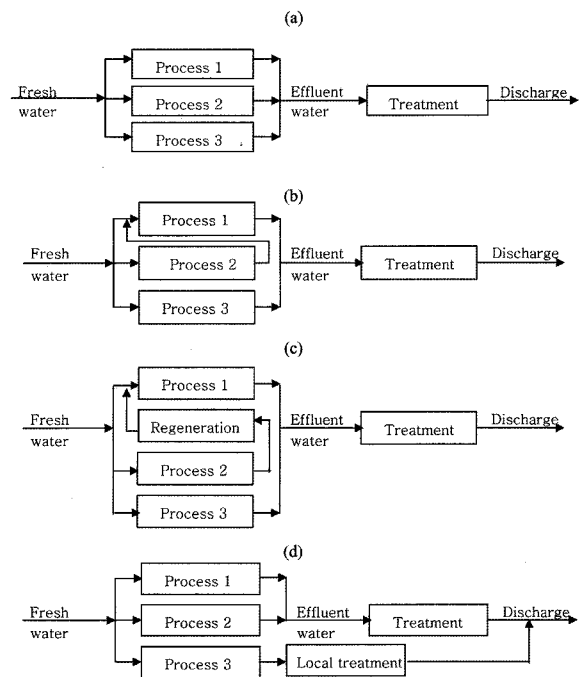 (a)
Process 1
Fresh
water
Process 2
Effluent
water
Treatment
Discharge
Process 3
(b)
Process 1
Fresh
water
Process 2
Effluent
water
Treatment
Discharge
Process 3
(c)
Process 1
Fresh
water
Regeneration
Effluent
water
Treatment
Discharge
Process 2
Process 3
(d)
Process 1
Fresh
water
Process 2
Effluent
water
Treatment
Discharge
Process 3
Local treatment